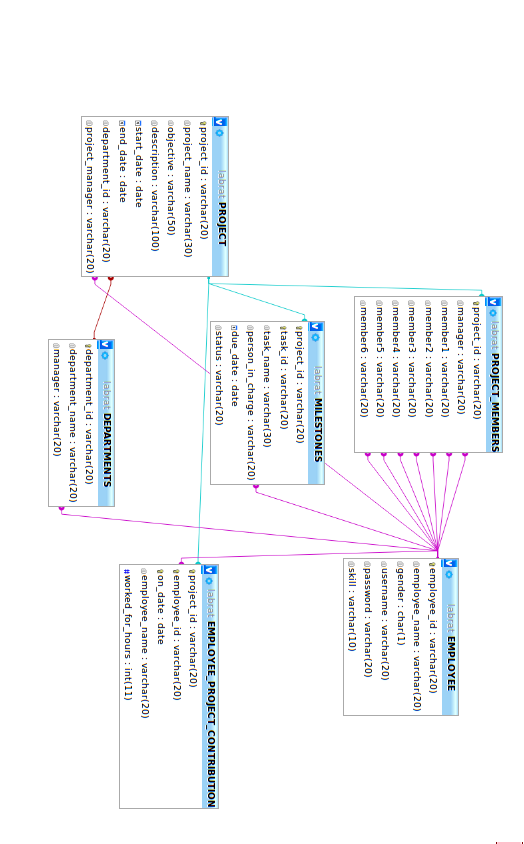 labrat PROJECT
project_id : varchar(20)
project_name : varchar(30)
objective : varchar(50)
description : varchar(100)
start_date : date
end_date : date
department_id : varchar(20)
project_manager : varchar(20)
labrat DEPARTMENTS
department_id : varchar(20)
department_name : varchar(20)
manager : varchar(20)
labrat MILESTONES
project_id : varchar(20)
task_id : varchar(20)
task_name : varchar(30)
person_in_charge : varchar(20)
due_date : date
status : varchar(20)
labrat PROJECT_MEMBERS
project_id : varchar(20)
manager : varchar(20)
member1 : varchar(20)
member2 : varchar(20)
member3 : varchar(20)
member4 : varchar(20)
member5 : varchar(20)
member6 : varchar(20)
labrat EMPLOYEE_PROJECT_CONTRIBUTION
project_id : varchar(20)
employee_id : varchar(20)
on_date : date
employee_name : varchar(20)
# worked_for_hours : int(11)
labrat EMPLOYEE
employee_id : varchar(20)
employee_name : varchar(20)
gender : char(1)
username : varchar(20)
password : varchar(20)
skill : varchar(10)